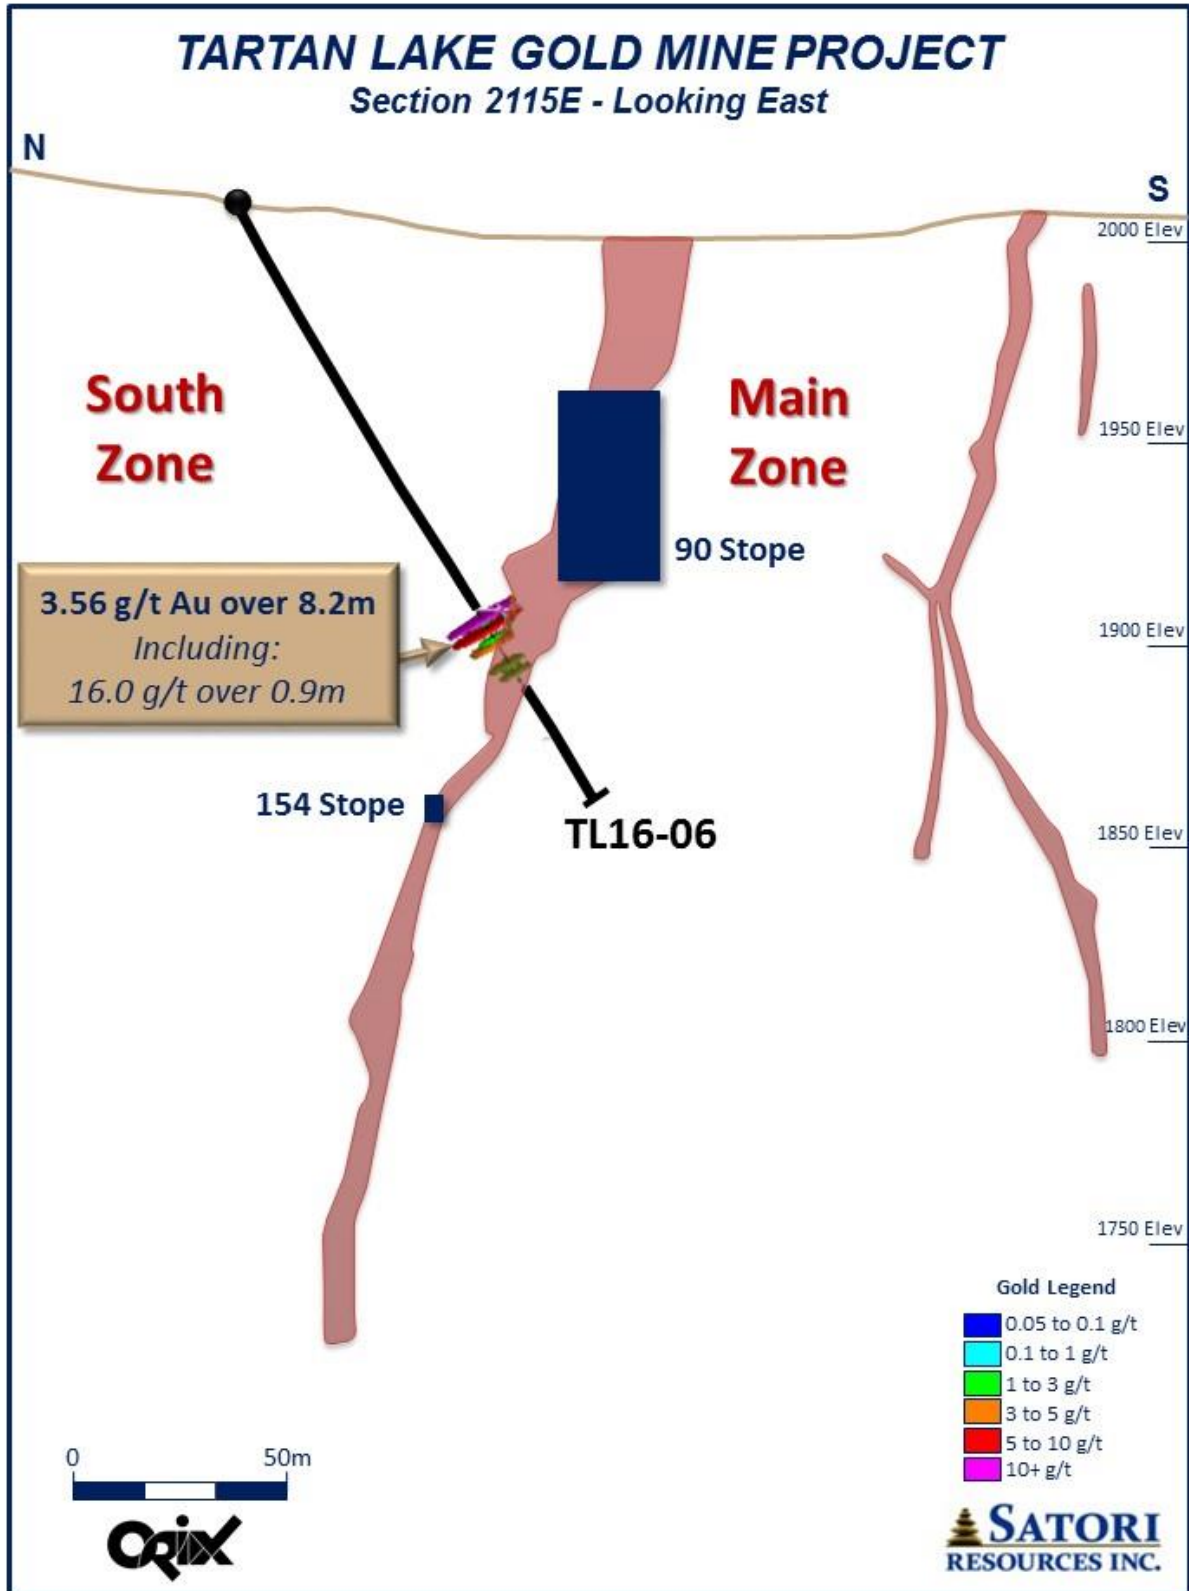 TARTAN LAKE GOLD MINE PROJECT
Section 2115E - Looking East
N
S
2000 Elev
South
Zone
Main
Zone
1950 Elev
90 Stope
3.56 g/t Au over 8.2m
Including:
16.0 g/t over 0.9m
1900 Elev
154 Stope
TL16-06
1850 Elev
1800 Elev
1750 Elev
Gold Legend
0.05 to 0.1 g/t
0.1 to 1 g/t
1 to 3 g/t
3 to 5 g/t
5 to 10 g/t
10+ g/t
0 50m
ORIX
SATORI
RESOURCES INC.